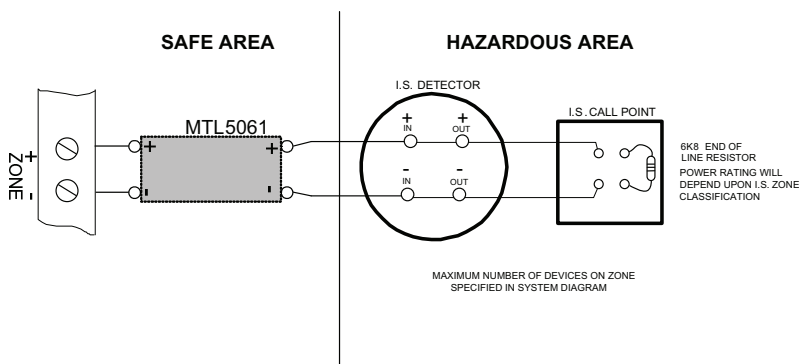 SAFE AREA
HAZARDOUS AREA
I.S. DETECTOR
I.S. CALL POINT
MTL5061
ZONE
+
-
+
-
+
-
+
IN
+
OUT
-
IN
-
OUT
6K8 END OF
LINE RESISTOR
POWER RATING WILL
DEPEND UPON I.S. ZONE
CLASSIFICATION
MAXIMUM NUMBER OF DEVICES ON ZONE
SPECIFIED IN SYSTEM DIAGRAM